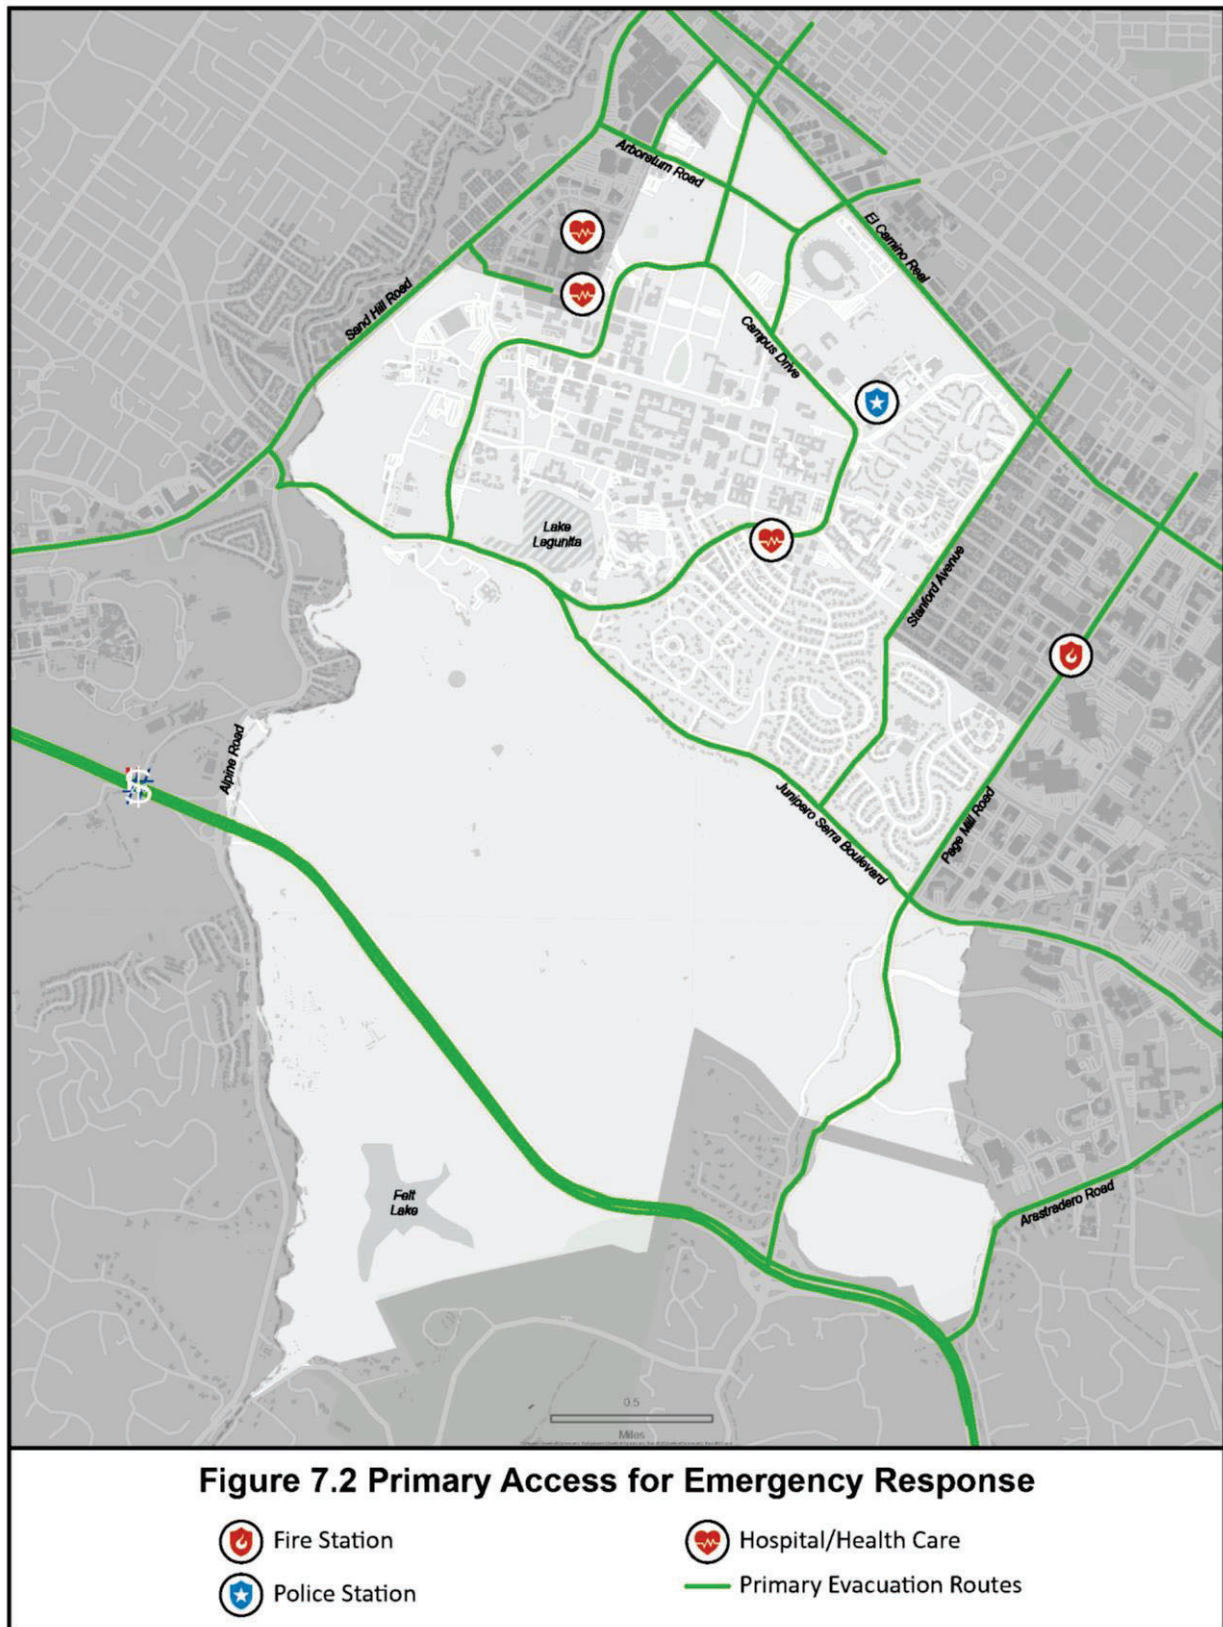 Arboretum Road
El Camino Real
Sand Hill Road
Campus Drive
Lake
Lagunita
Stanford Avenue
Alpine Road
Junipero Serra Boulevard
Page Mill Road
Felt
Lake
Arastradero Road
0.5
Miles
Figure 7.2 Primary Access for Emergency Response
Fire Station
Hospital/Health Care
Police Station
Primary Evacuation Routes